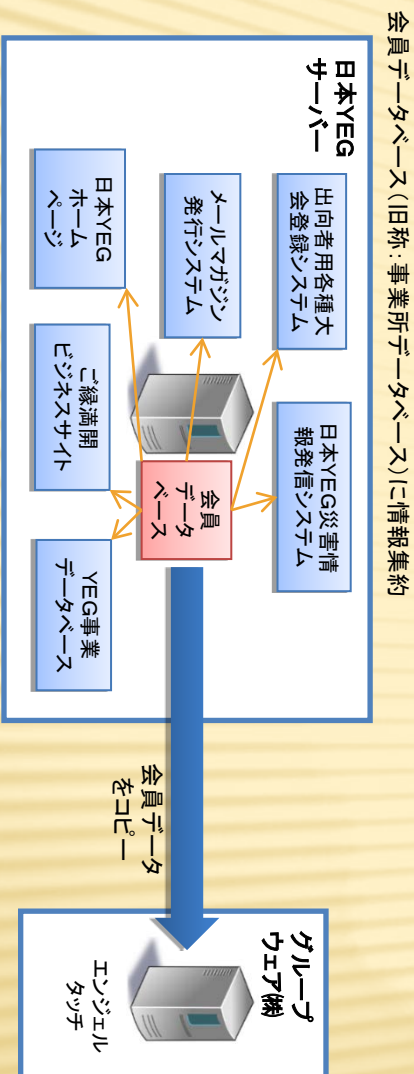 会員データベース(旧称:事業所データベース)に情報集約
日本YEG
サーバー
出向者用各種大
会登録システム
日本YEG災害情
報発信システム
メールマガジン
発行システム
会員
データ
ベース
日本YEG
ホーム
ページ
ご縁満開
ビジネスサイト
YEG事業
データベース
会員データ
をコピー
グループ
ウェア㈱
エンジェル
タッチ